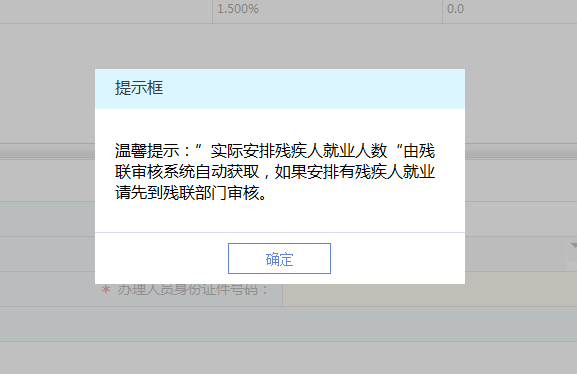 1.500% 0.0
提示框
温馨提示：”实际安排残疾人就业人数“由残
联审核系统自动获取，如果安排有残疾人就业
请先到残联部门审核。
确定
* 办理人员身份证件号码：